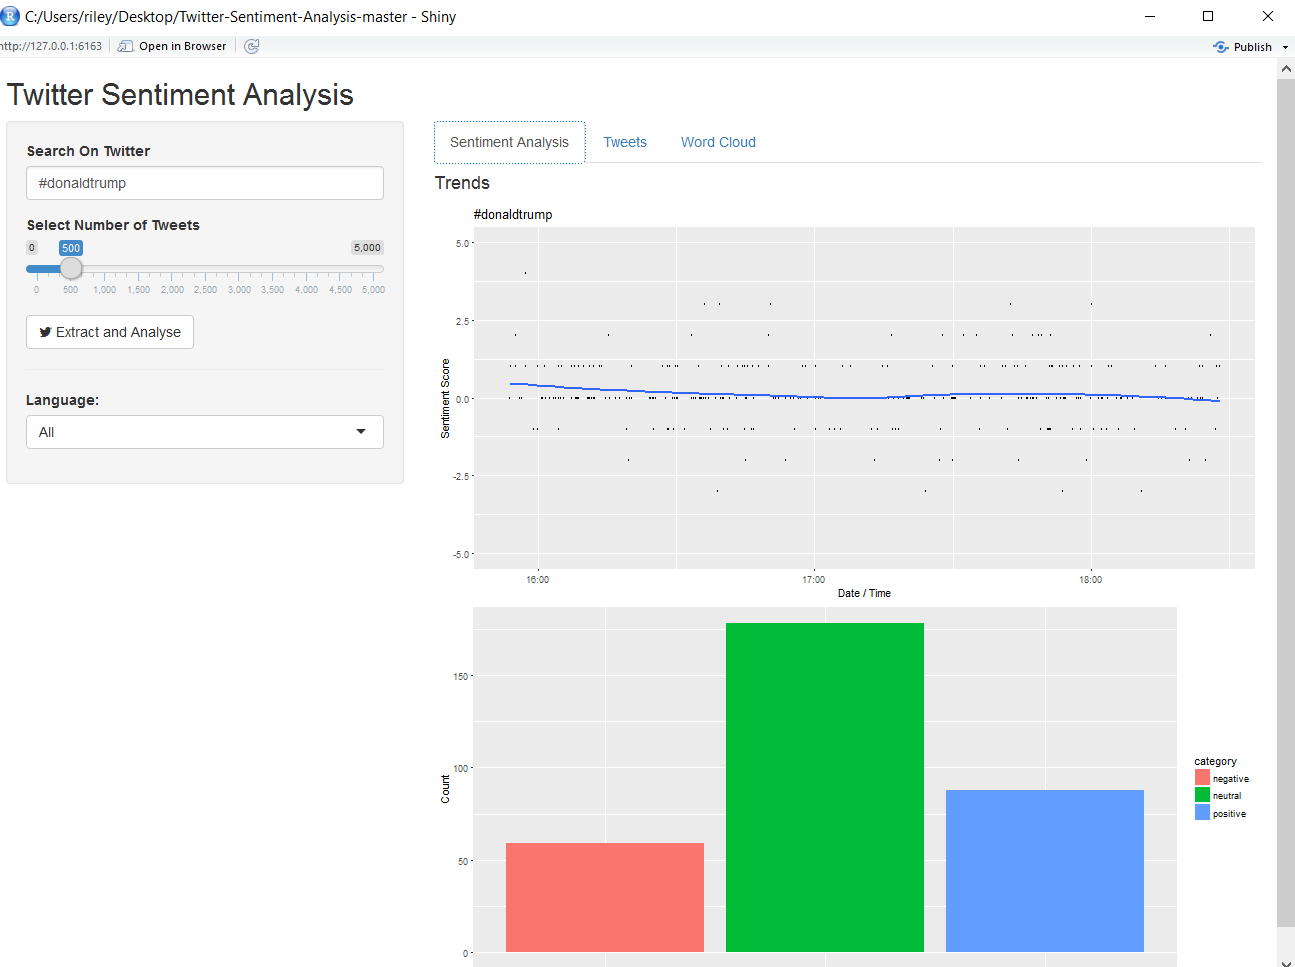 C:/Users/riley/Desktop/Twitter-Sentiment-Analysis-master - Shiny
http://127.0.0.1:6163 Open in Browser Publish
Twitter Sentiment Analysis
Search On Twitter
#donaldtrump
Select Number of Tweets
0 500 5,000
0 500 1,000 1,500 2,000 2,500 3,000 3,500 4,000 4,500 5,000
Extract and Analyse
Language:
All
Sentiment Analysis Tweets Word Cloud
Trends
#donaldtrump
Sentiment Score
5.0
2.5
0.0
-2.5
-5.0
16:00 17:00 18:00
Date / Time
Count
150
100
50
0
category
negative
neutral
positive